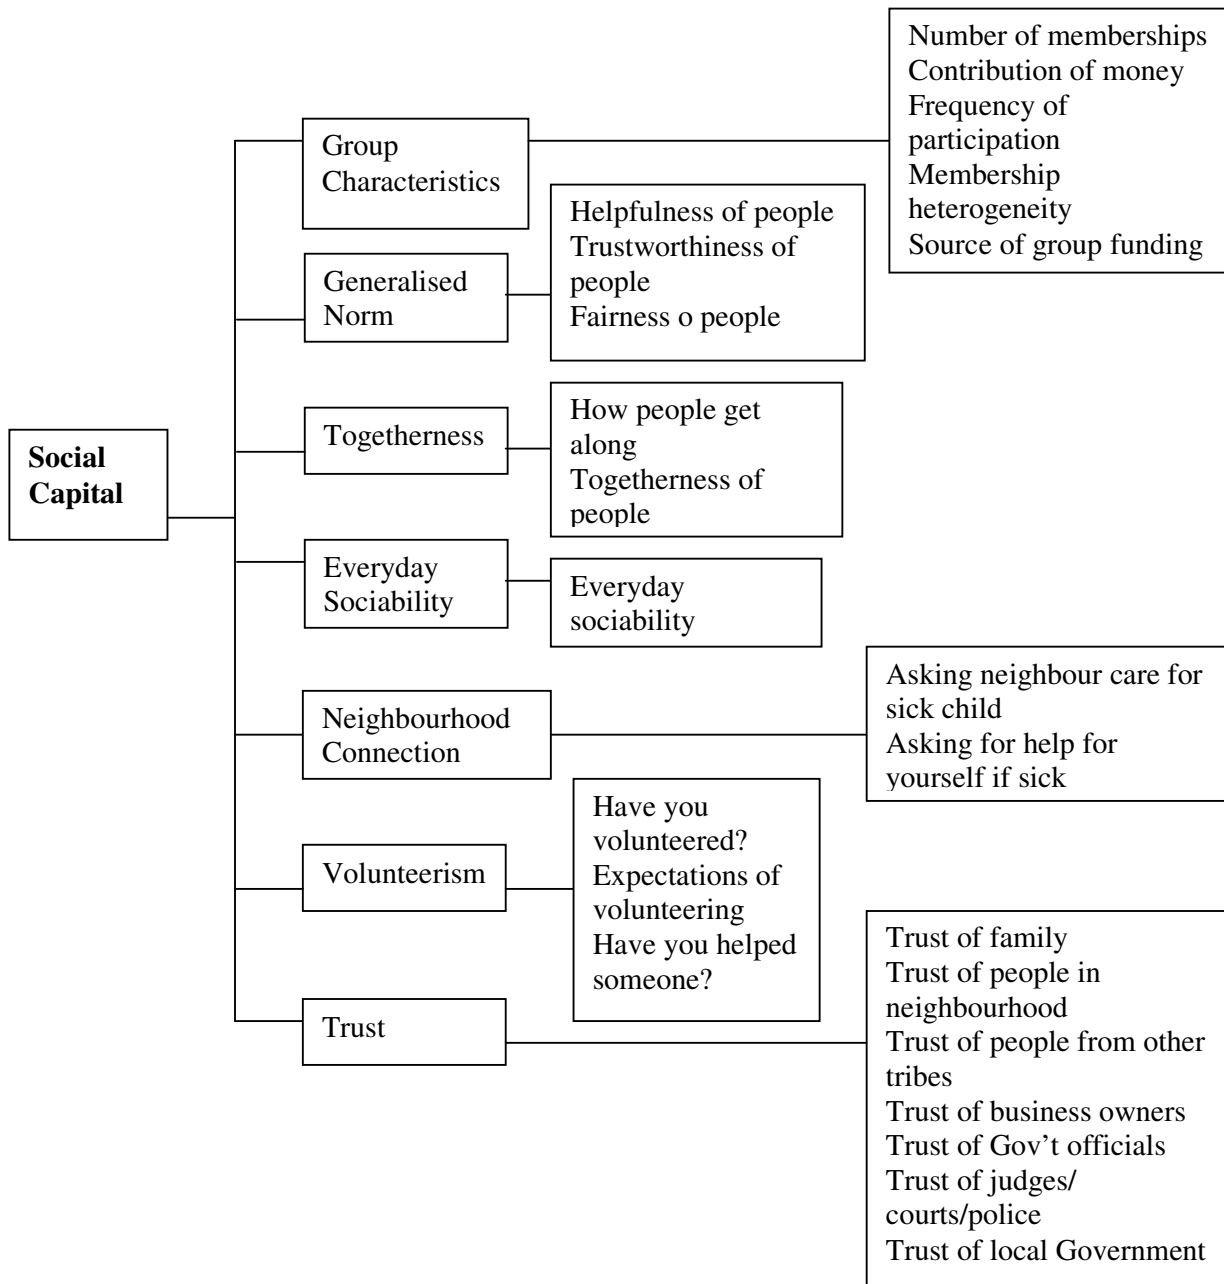 Social
Capital
Group
Characteristics
Number of memberships
Contribution of money
Frequency of
participation
Membership
heterogeneity
Source of group funding
Generalised
Norm
Helpfulness of people
Trustworthiness of
people
Fairness o people
Togetherness
How people get
along
Togetherness of
people
Everyday
Sociability
Everyday
sociability
Neighbourhood
Connection
Asking neighbour care for
sick child
Asking for help for
yourself if sick
Volunteerism
Have you
volunteered?
Expectations of
volunteering
Have you helped
someone?
Trust
Trust of family
Trust of people in
neighbourhood
Trust of people from other
tribes
Trust of business owners
Trust of Gov’t officials
Trust of judges/
courts/police
Trust of local Government